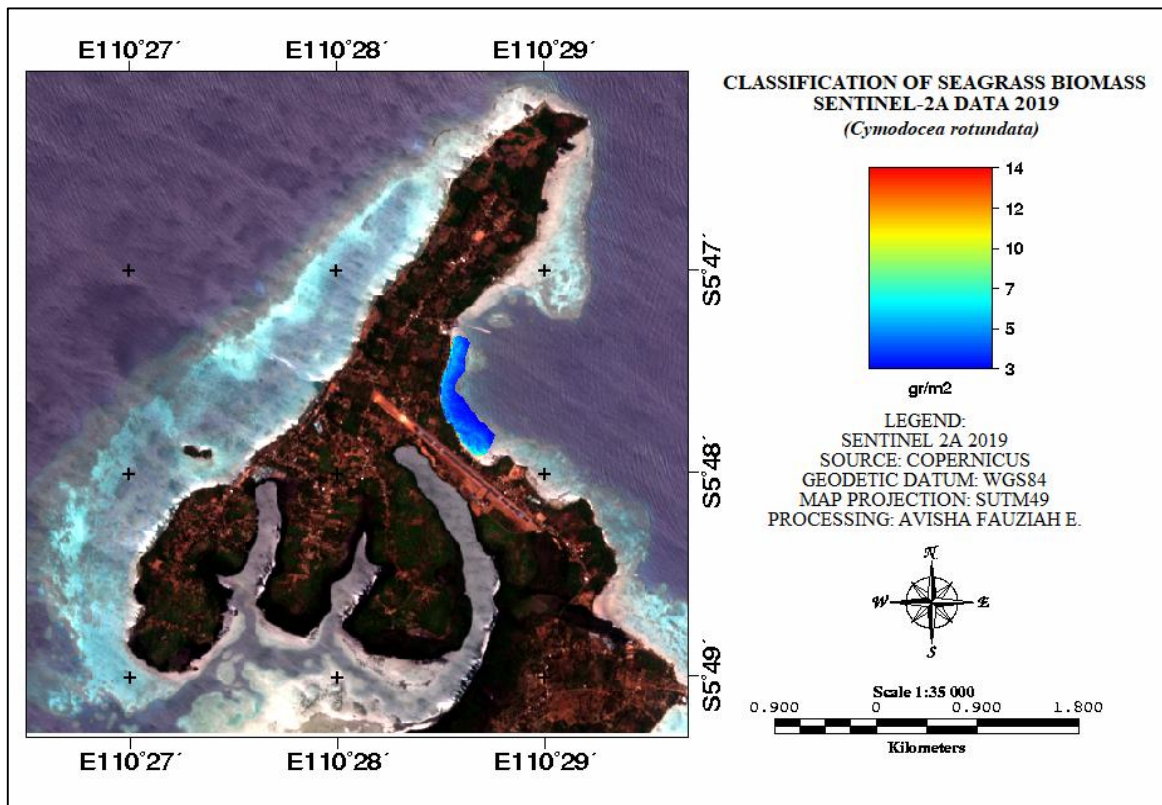 E110°27´ E110°28´ E110°29´
S5°47´
S5°48´
S5°49´
E110°27´ E110°28´ E110°29´
CLASSIFICATION OF SEAGRASS BIOMASS
SENTINEL-2A DATA 2019
(Cymodocea rotundata)
14
12
10
7
5
3
gr/m2
LEGEND:
SENTINEL 2A 2019
SOURCE: COPERNICUS
GEODETIC DATUM: WGS84
MAP PROJECTION: SUTM49
PROCESSING: AVISHA FAUZIAH E.
N
W E
S
Scale 1:35 000
0.900 0 0.900 1.800
Kilometers